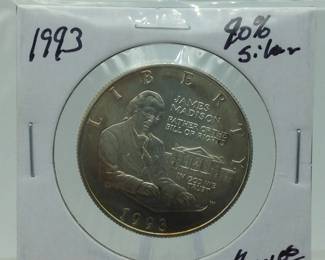 1993
90%
Silver
LIBERTY
JAMES
MADISON
FATHER OF THE
BILL OF RIGHTS
IN GOD WE
TRUST
1993